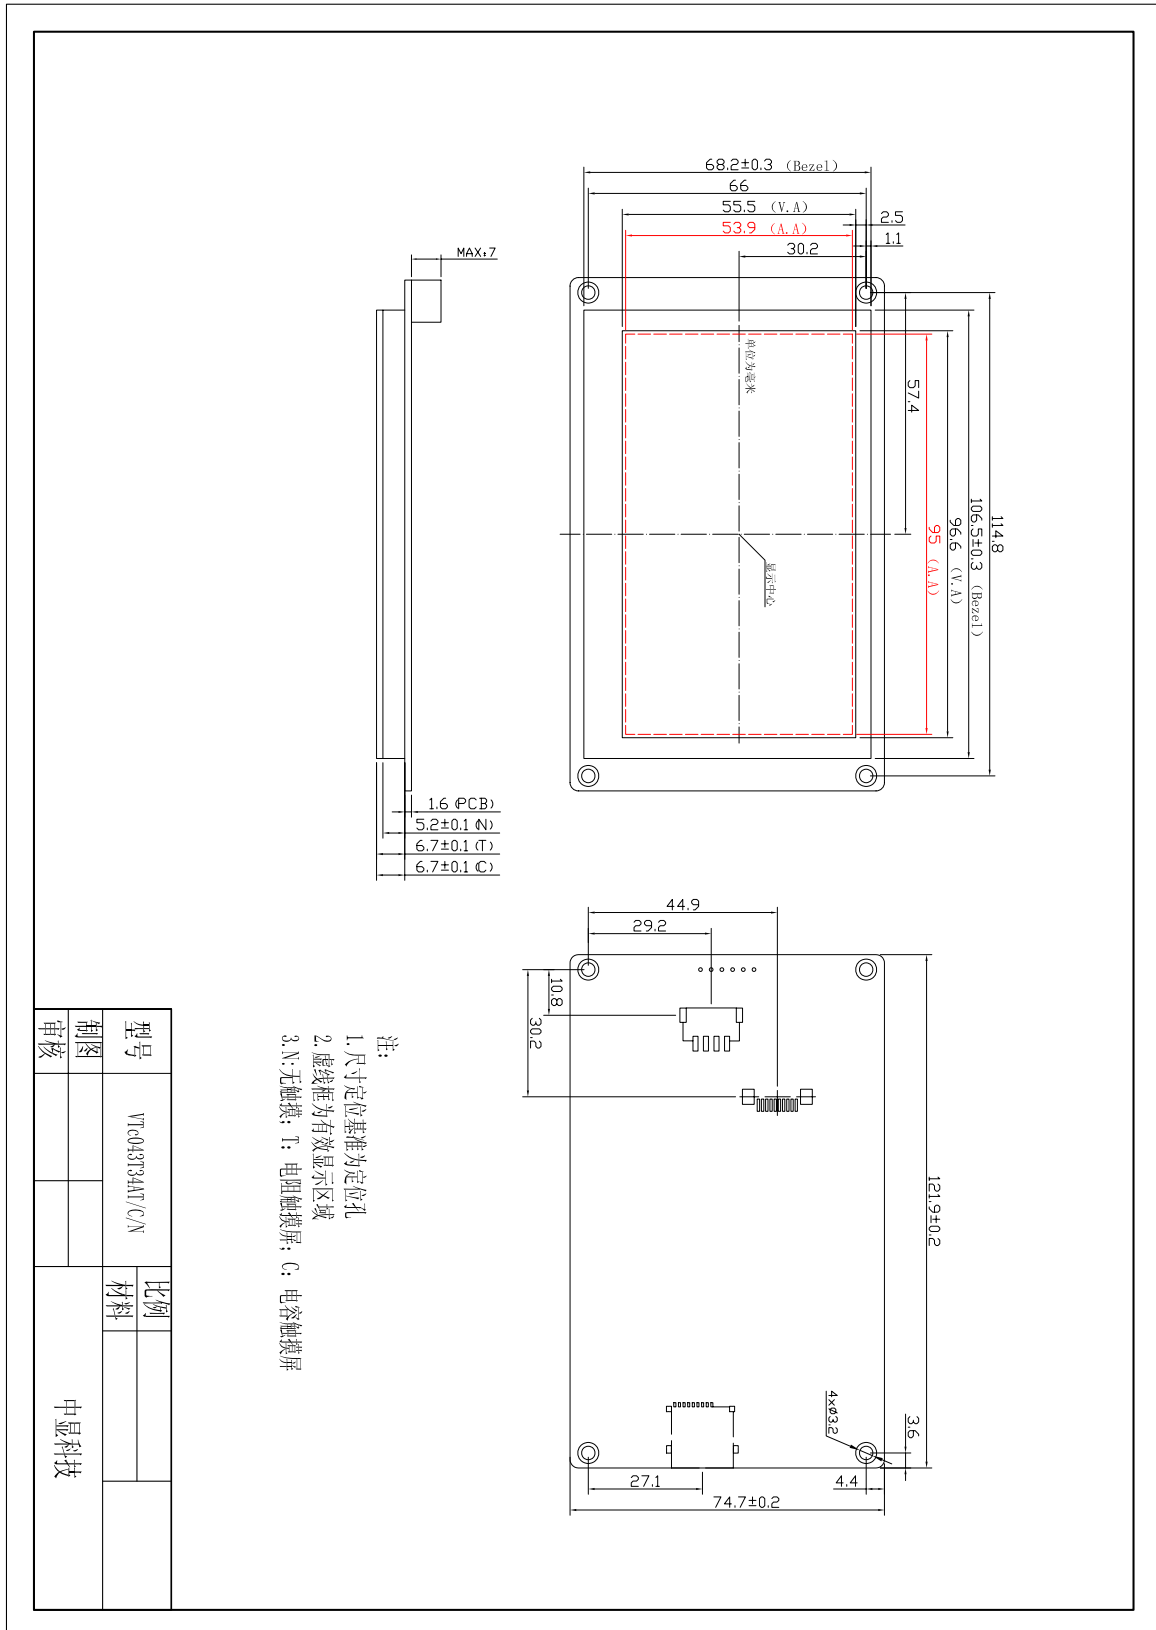 68.2±0.3 (Bezel)
66
55.5 (V.A)
53.9 (A.A)
2.5
1.1
30.2
MAX:7
单位为毫米
57.4
显示中心
114.8
106.5±0.3 (Bezel)
96.6 (V.A)
95 (A.A)
1.6 (PCB)
5.2±0.1 (N)
6.7±0.1 (T)
6.7±0.1 (C)
44.9
29.2
10.8
30.2
121.9±0.2
4xø3.2
3.6
4.4
27.1
74.7±0.2
注:
1.尺寸定位基准为定位孔
2.虚线框为有效显示区域
3.N:无触摸; T: 电阻触摸屏; C: 电容触摸屏
型号
VTc043T34AT/C/N
比例
材料
制图
审核
中显科技